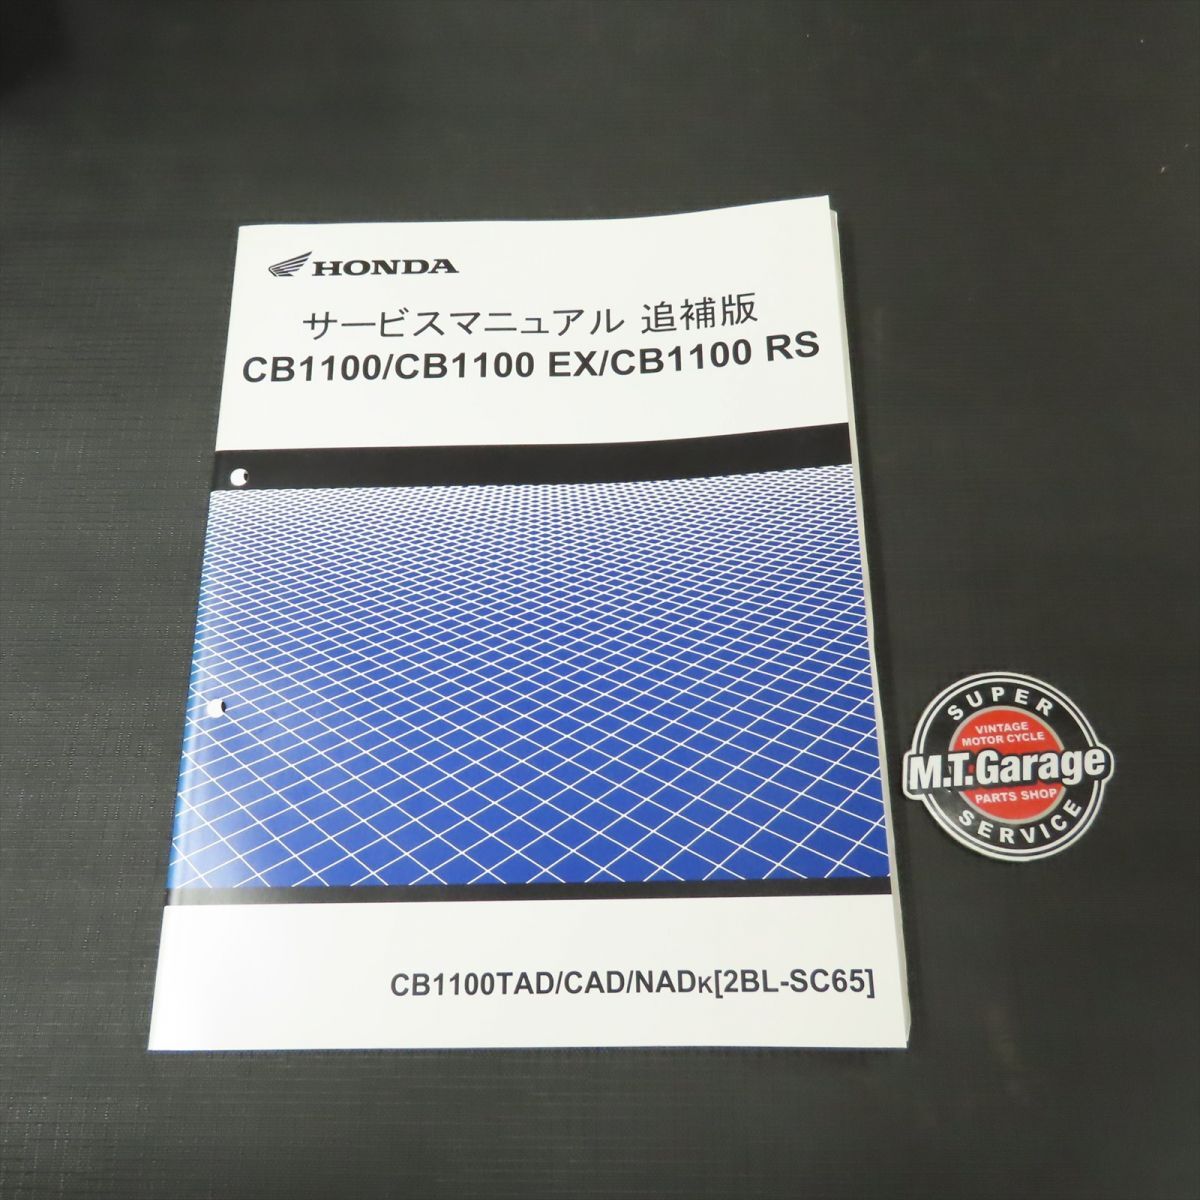 HONDA
サービスマニュアル 追補版
CB1100/CB1100 EX/CB1100 RS
CB1100TAD/CAD/NADK[2BL-SC65]
SUPER
VINTAGE
MOTOR CYCLE
M.T.Garage
PARTS SHOP
SERVICE